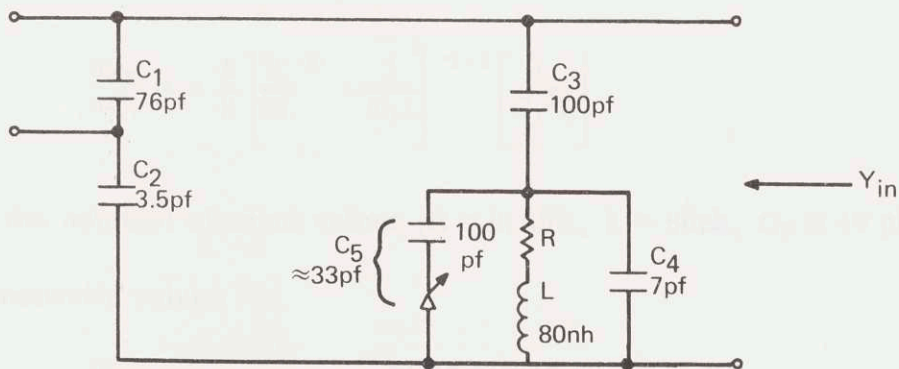 C1
76pf
C2
3.5pf
C3
100pf
C5
≈33pf
100
pf
R
L
80nh
C4
7pf
Yin